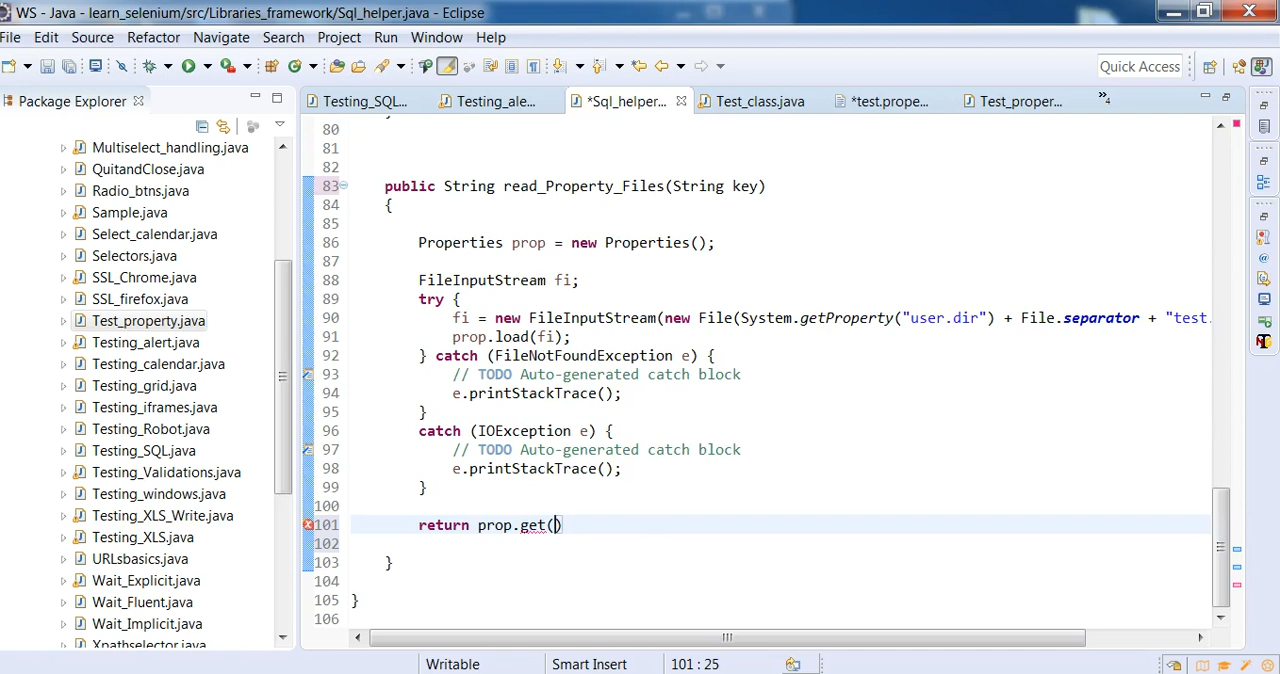 WS - Java - learn_selenium/src/Libraries_framework/Sql_helper.java - Eclipse
File Edit Source Refactor Navigate Search Project Run Window Help
Quick Access
Package Explorer
Testing_SQL... Testing_ale... *Sql_helper... Test_class.java *test.prope... Test_proper... »4
Multiselect_handling.java
QuitandClose.java
Radio_btns.java
Sample.java
Select_calendar.java
Selectors.java
SSL_Chrome.java
SSL_firefox.java
Test_property.java
Testing_alert.java
Testing_calendar.java
Testing_grid.java
Testing_iframes.java
Testing_Robot.java
Testing_SQL.java
Testing_Validations.java
Testing_windows.java
Testing_XLS_Write.java
Testing_XLS.java
URLsbasics.java
Wait_Explicit.java
Wait_Fluent.java
Wait_Implicit.java
Xpathselector.java
80
81
82
83 public String read_Property_Files(String key)
84 {
85
86 Properties prop = new Properties();
87
88 FileInputStream fi;
89 try {
90 fi = new FileInputStream(new File(System.getProperty("user.dir") + File.separator + "test.
91 prop.load(fi);
92 } catch (FileNotFoundException e) {
93 // TODO Auto-generated catch block
94 e.printStackTrace();
95 }
96 catch (IOException e) {
97 // TODO Auto-generated catch block
98 e.printStackTrace();
99 }
100
101 return prop.get()
102
103 }
104
105 }
106
Writable Smart Insert 101 : 25